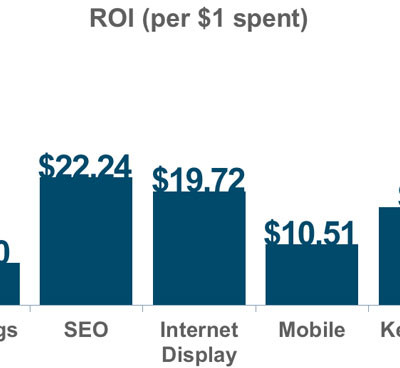 ROI (per $1 spent)
$22.24
$19.72
$10.51
SEO
Internet
Display
Mobile